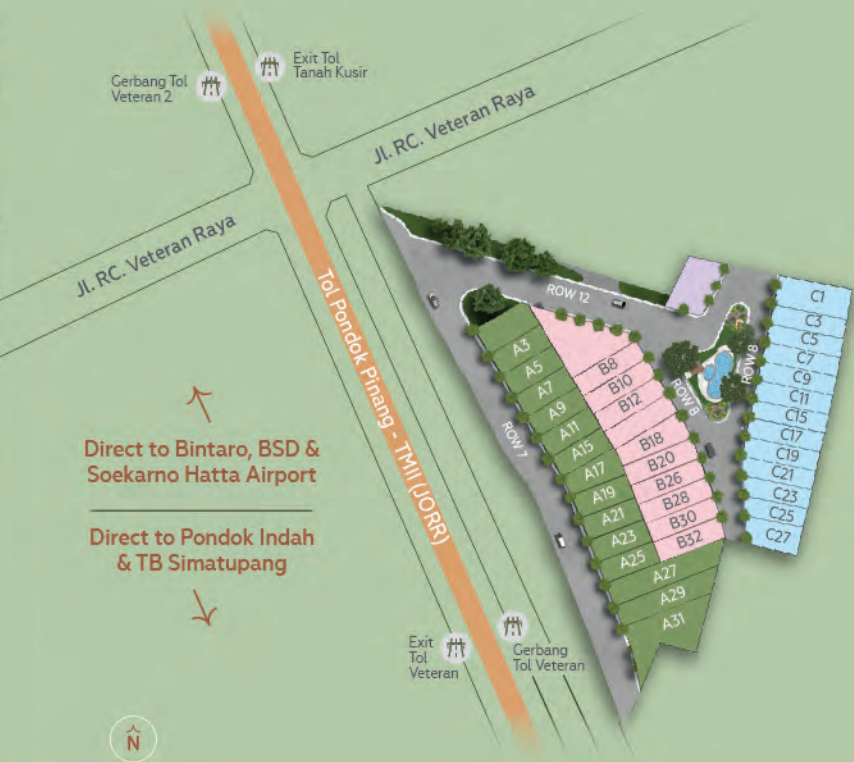 Exit Tol
Tanah Kusir
Gerbang Tol
Veteran 2
Jl. RC. Veteran Raya
Jl. RC. Veteran Raya
Tol Pondok Pinang - TMII (JORR)
ROW 12
ROW 8
ROW 8
ROW 7
C1
C3
C5
C7
C9
C11
C15
C17
C19
C21
C23
C25
C27
B8
B10
B12
B18
B20
B26
B28
B30
B32
A3
A5
A7
A9
A11
A15
A17
A19
A21
A23
A25
A27
A29
A31
Direct to Bintaro, BSD &
Soekarno Hatta Airport
Direct to Pondok Indah
& TB Simatupang
Exit
Tol
Veteran
Gerbang
Tol Veteran
N